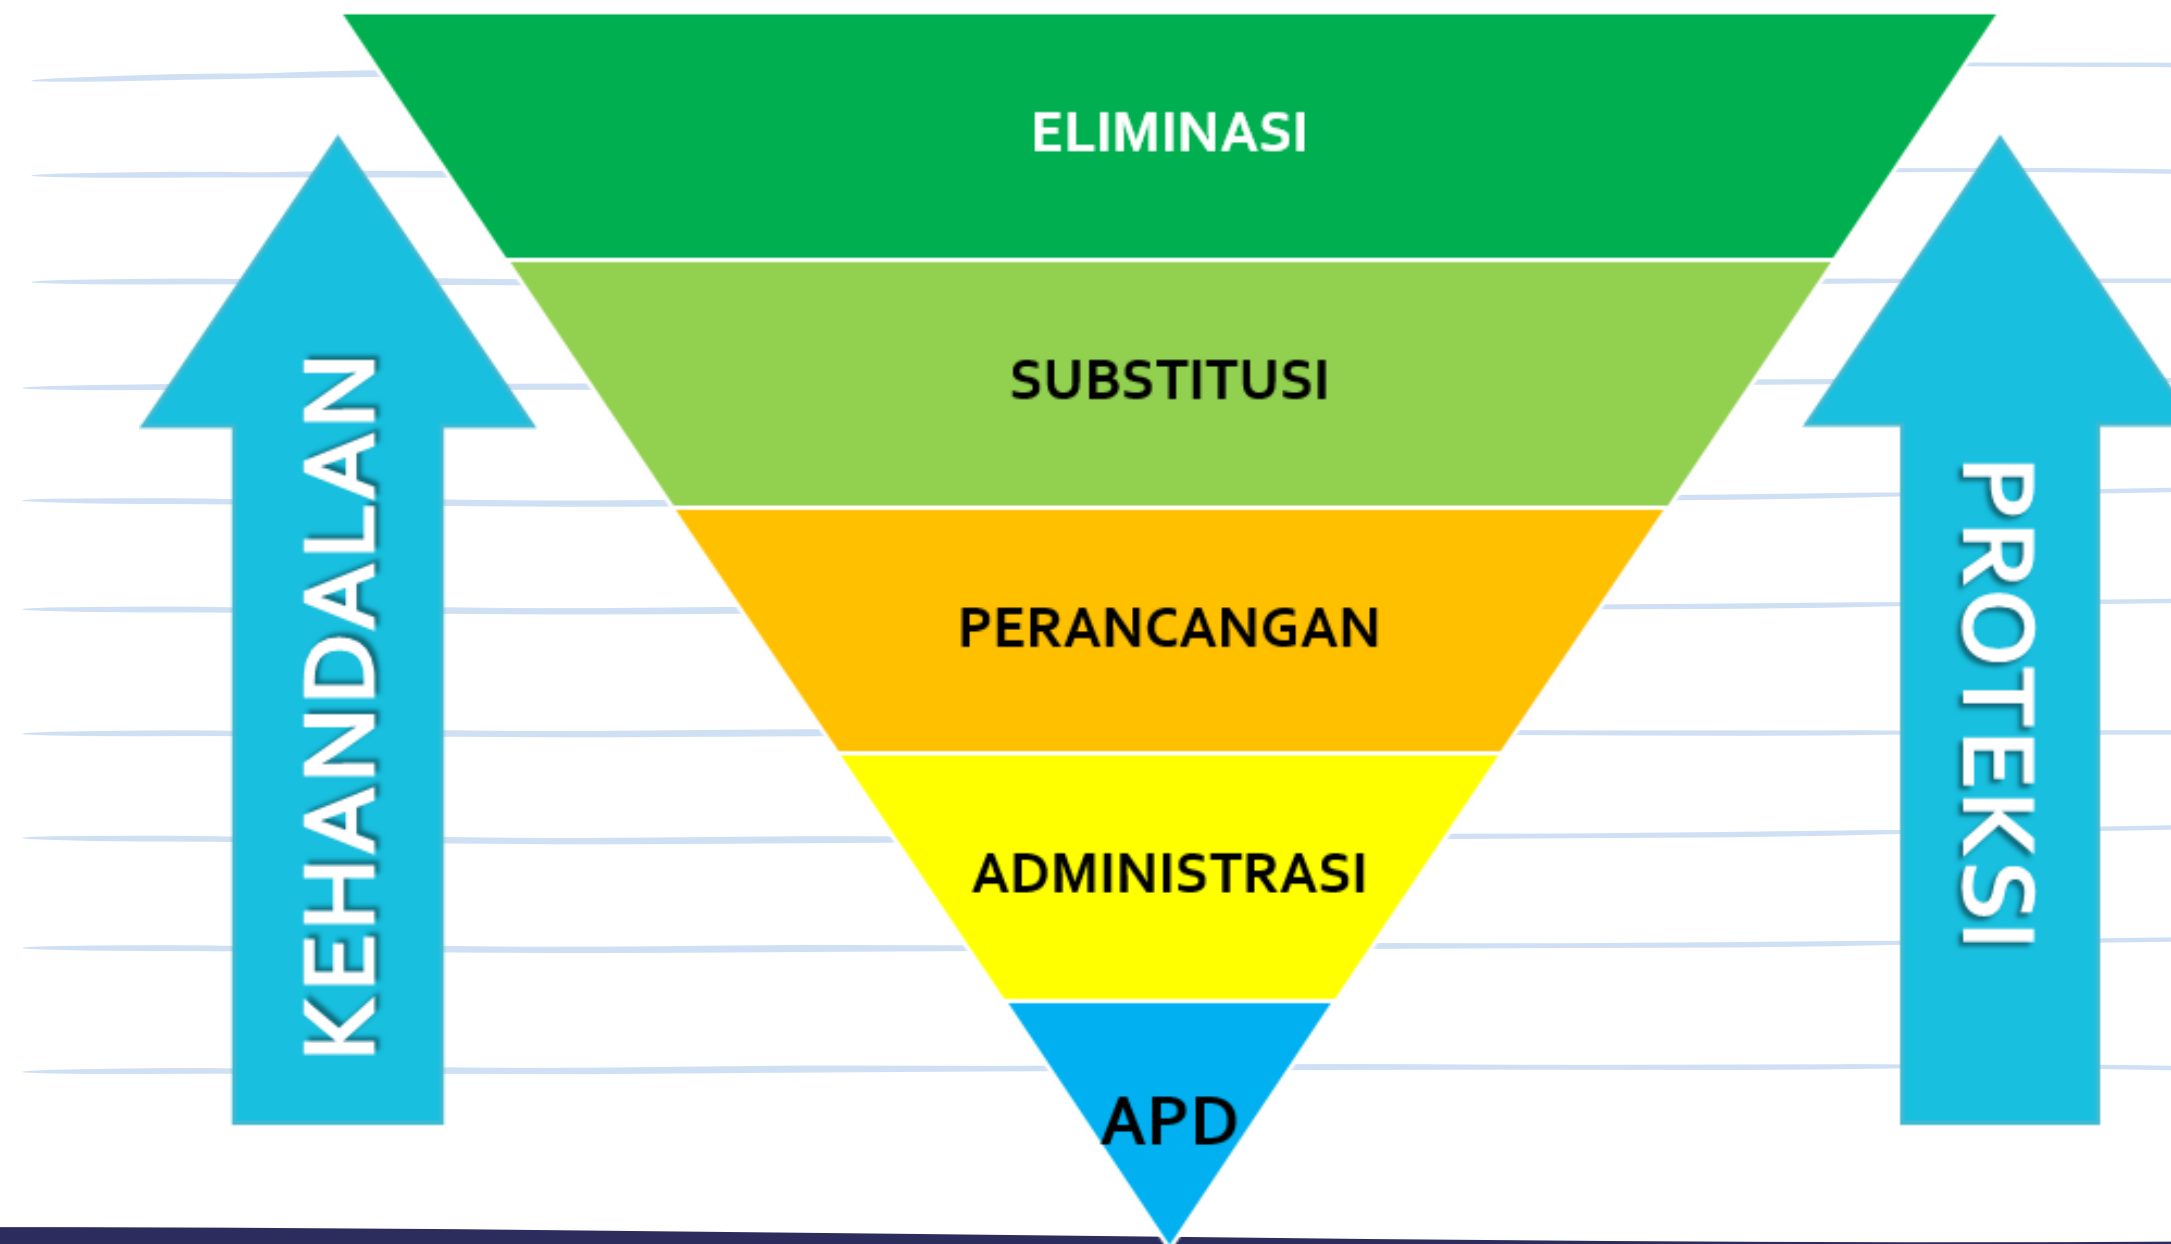 ELIMINASI
SUBSTITUSI
PERANCANGAN
ADMINISTRASI
APD
KEHANDALAN
PROTEKSI